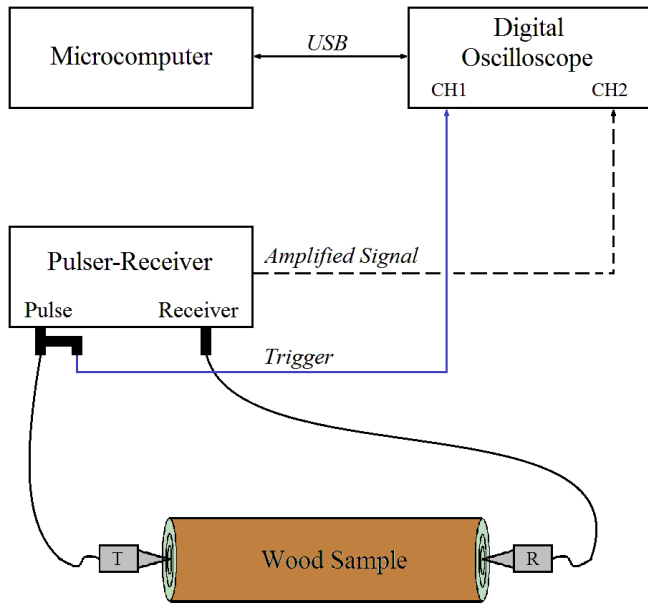 Microcomputer
USB
Digital
Oscilloscope
CH1
CH2
Pulser-Receiver
Pulse
Receiver
Amplified Signal
Trigger
T
Wood Sample
R